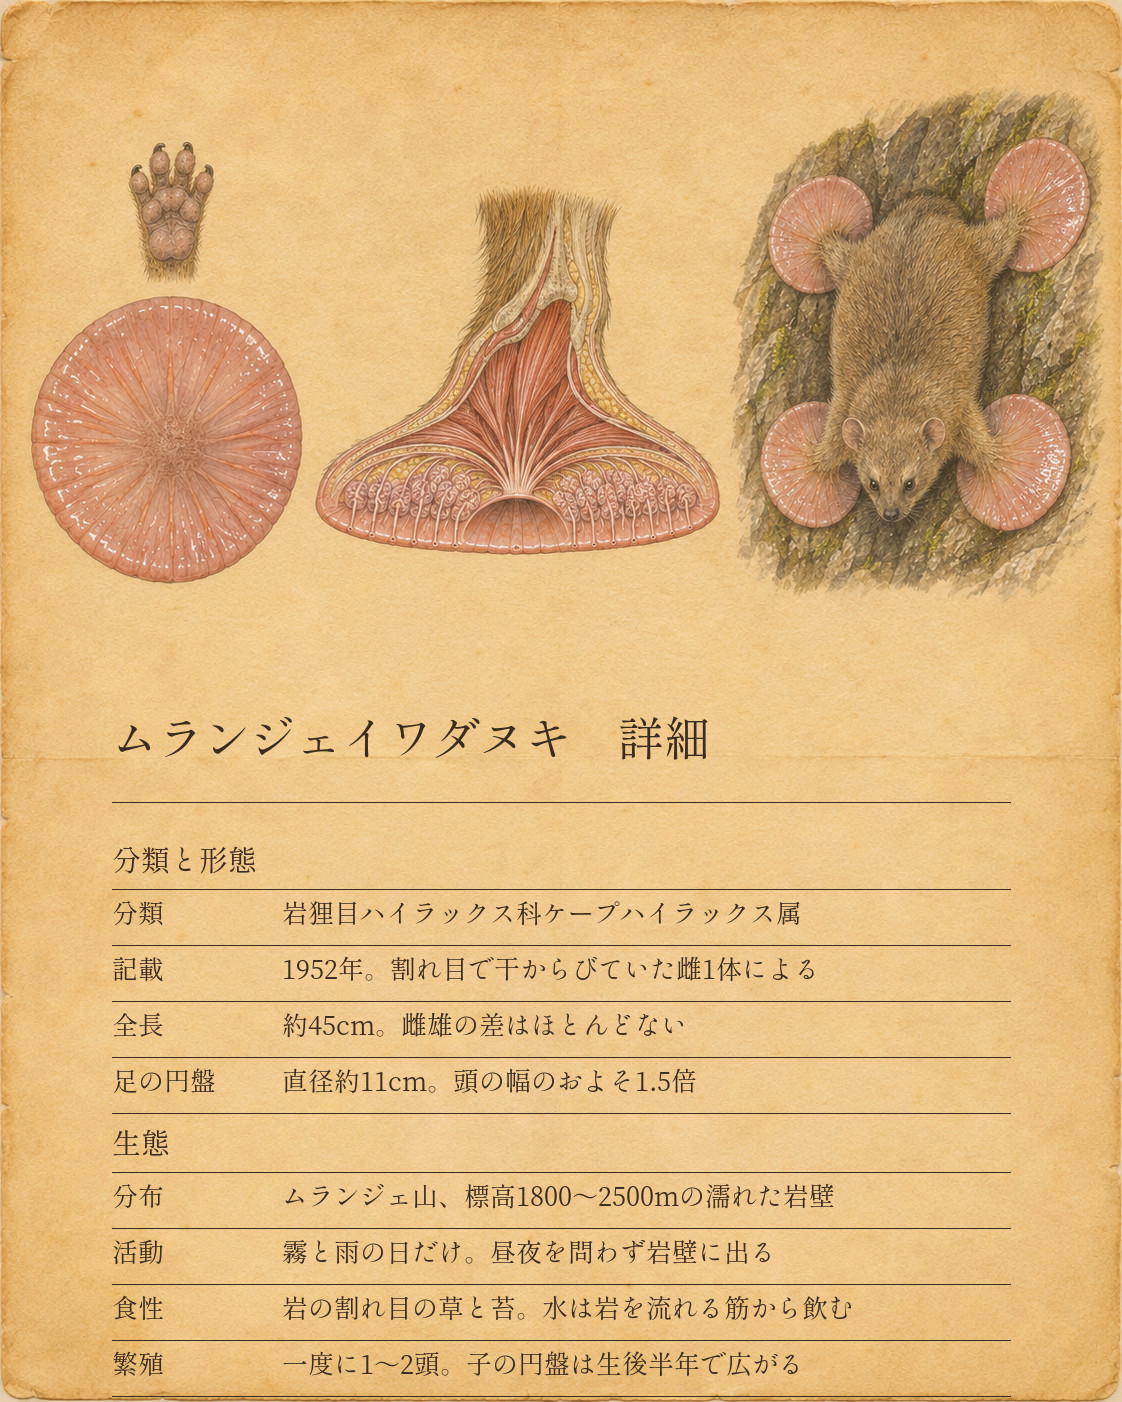 ムランジェイワダヌキ　詳細
分類と形態
分類　岩狸目ハイラックス科ケープハイラックス属
記載　1952年。割れ目で干からびていた雌1体による
全長　約45cm。雌雄の差はほとんどない
足の円盤　直径約11cm。頭の幅のおよそ1.5倍
生態
分布　ムランジェ山、標高1800〜2500mの濡れた岩壁
活動　霧と雨の日だけ。昼夜を問わず岩壁に出る
食性　岩の割れ目の草と苔。水は岩を流れる筋から飲む
繁殖　一度に1〜2頭。子の円盤は生後半年で広がる